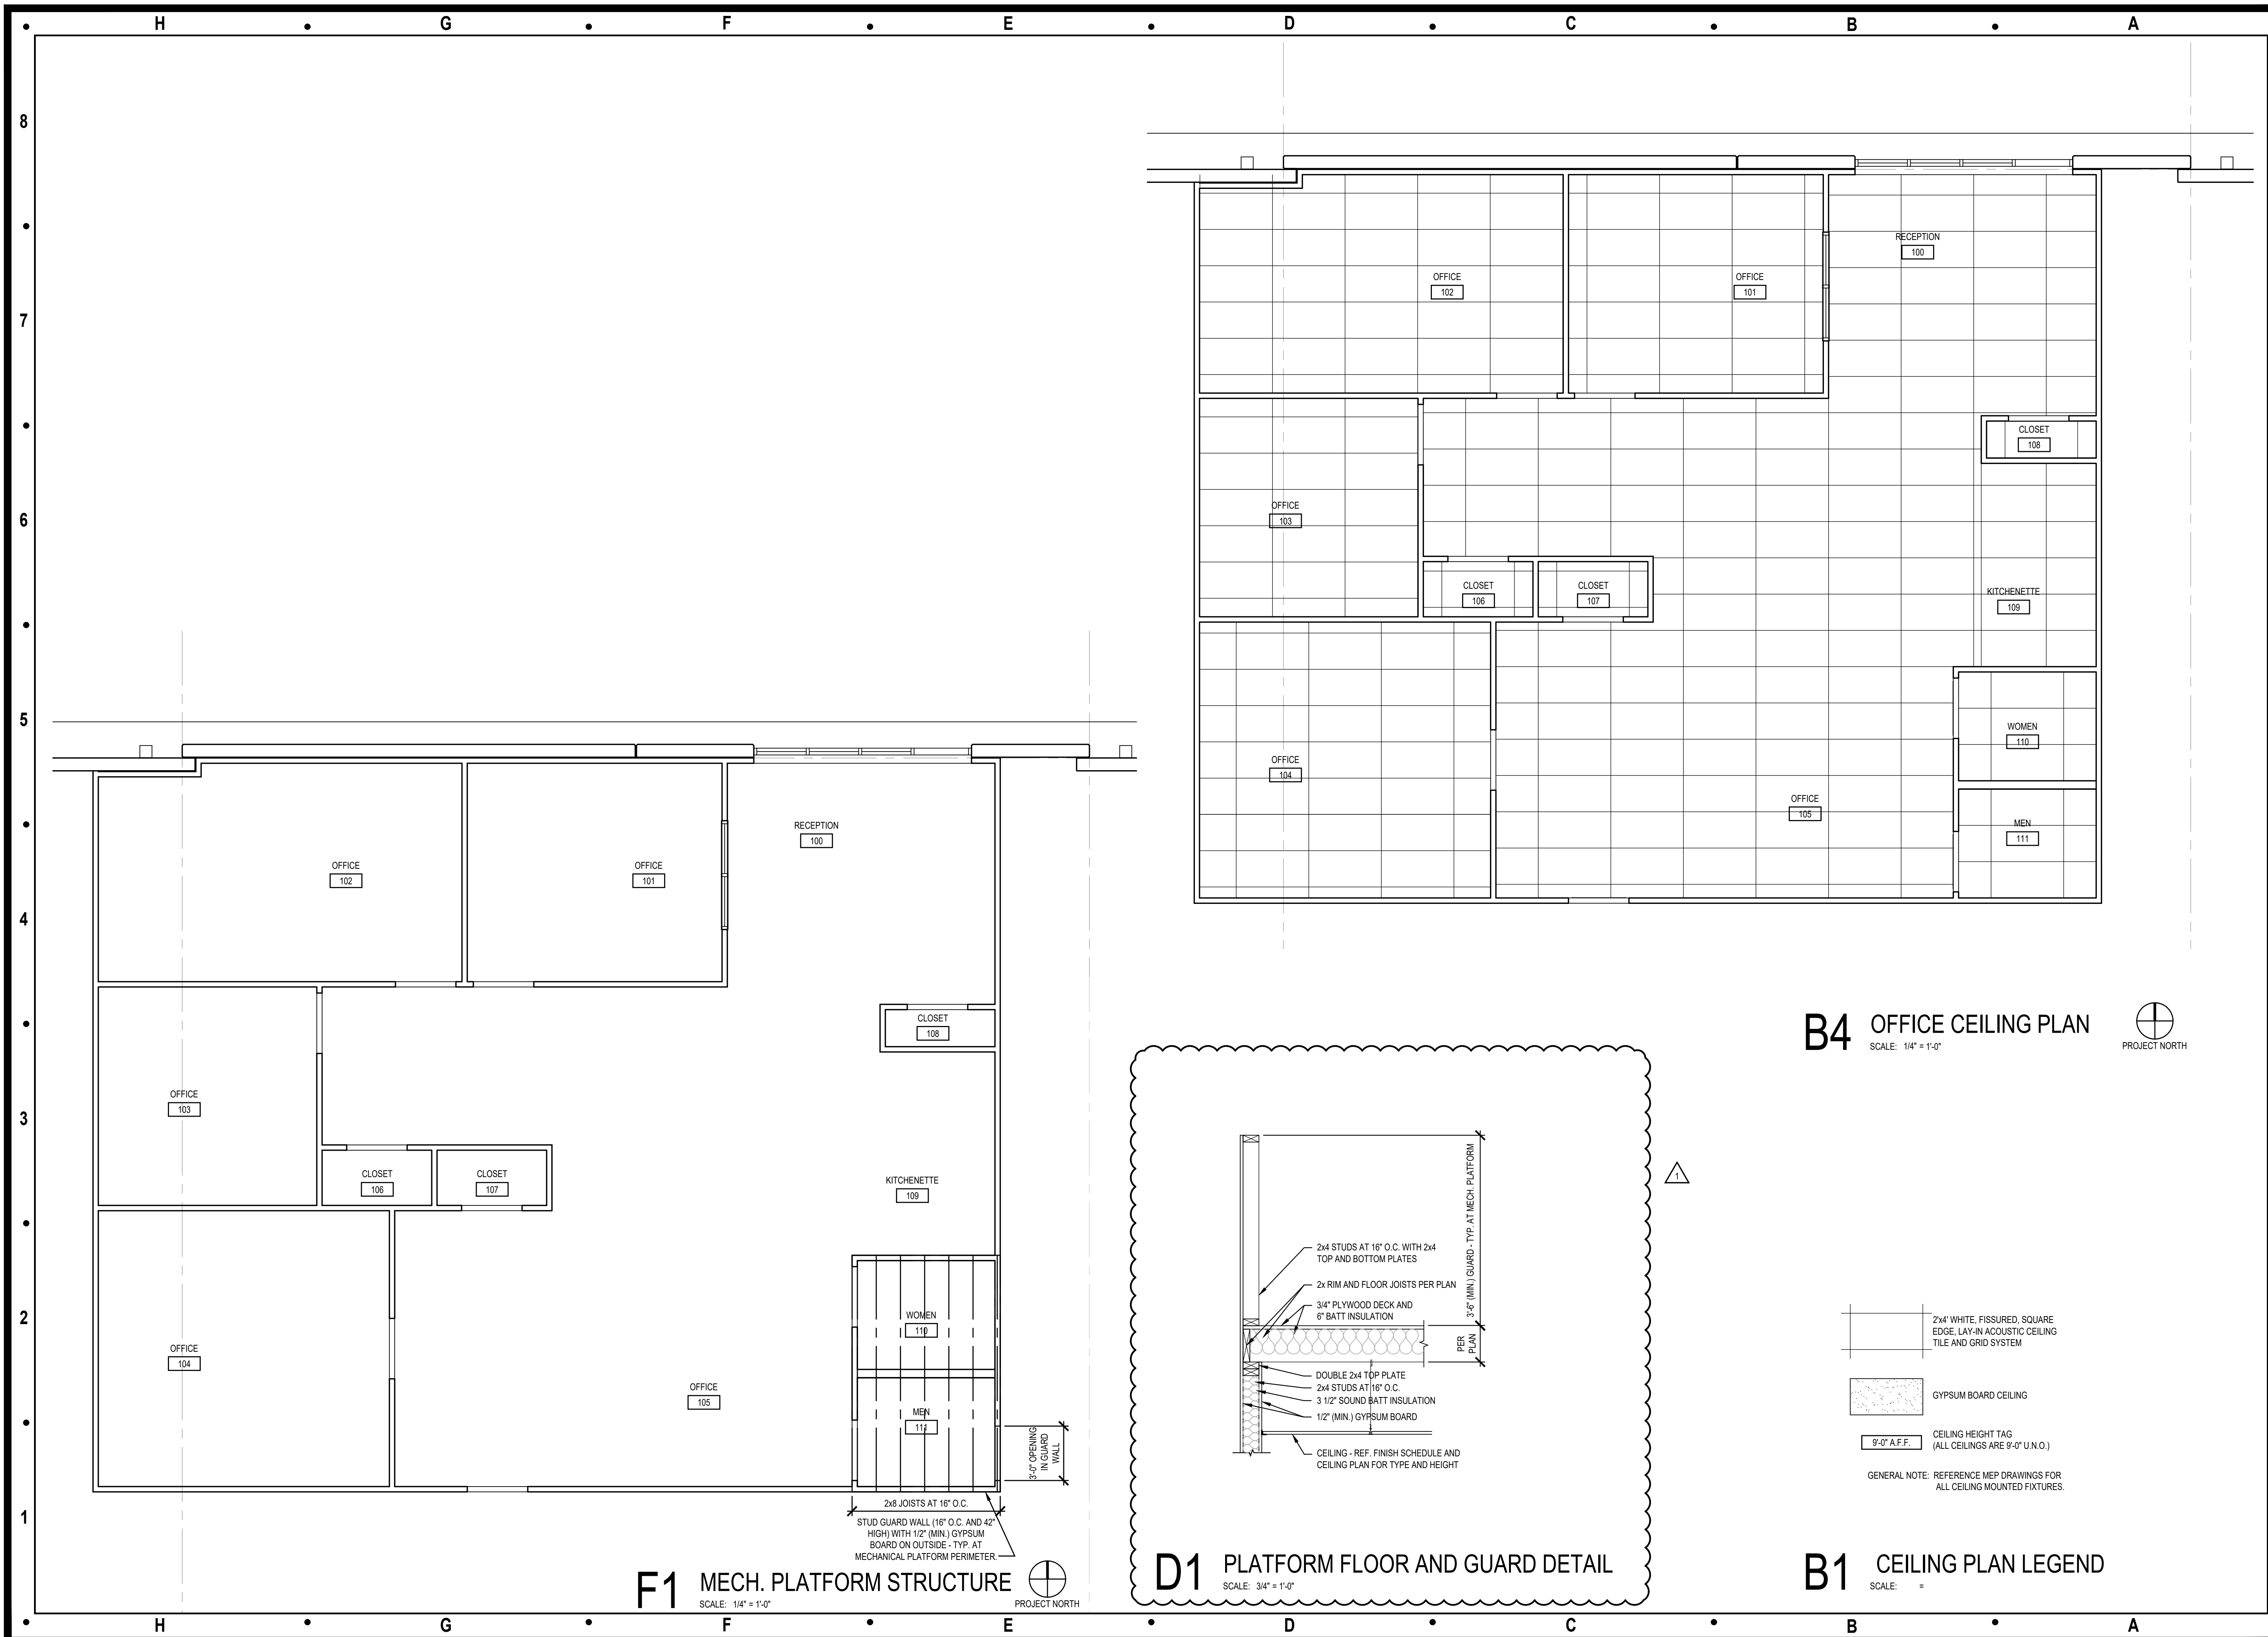 H G F E D C B A
8
7
6
5
4
3
2
1
RECEPTION
100
OFFICE
102
OFFICE
101
CLOSET
108
OFFICE
103
CLOSET
106
CLOSET
107
KITCHENETTE
109
WOMEN
110
OFFICE
104
OFFICE
105
MEN
111
B4 OFFICE CEILING PLAN
SCALE: 1/4" = 1'-0"
PROJECT NORTH
RECEPTION
100
OFFICE
102
OFFICE
101
CLOSET
108
OFFICE
103
CLOSET
106
CLOSET
107
KITCHENETTE
109
WOMEN
110
OFFICE
104
OFFICE
105
MEN
111
3'-0" OPENING
IN GUARD
WALL
2x8 JOISTS AT 16" O.C.
STUD GUARD WALL (16" O.C. AND 42"
HIGH) WITH 1/2" (MIN.) GYPSUM
BOARD ON OUTSIDE - TYP. AT
MECHANICAL PLATFORM PERIMETER.
F1 MECH. PLATFORM STRUCTURE
SCALE: 1/4" = 1'-0"
PROJECT NORTH
1
3'-6" (MIN.) GUARD - TYP. AT MECH. PLATFORM
PER
PLAN
2x4 STUDS AT 16" O.C. WITH 2x4
TOP AND BOTTOM PLATES
2x RIM AND FLOOR JOISTS PER PLAN
3/4" PLYWOOD DECK AND
6" BATT INSULATION
DOUBLE 2x4 TOP PLATE
2x4 STUDS AT 16" O.C.
3 1/2" SOUND BATT INSULATION
1/2" (MIN.) GYPSUM BOARD
CEILING - REF. FINISH SCHEDULE AND
CEILING PLAN FOR TYPE AND HEIGHT
D1 PLATFORM FLOOR AND GUARD DETAIL
SCALE: 3/4" = 1'-0"
2'x4' WHITE, FISSURED, SQUARE
EDGE, LAY-IN ACOUSTIC CEILING
TILE AND GRID SYSTEM
GYPSUM BOARD CEILING
9'-0" A.F.F.
CEILING HEIGHT TAG
(ALL CEILINGS ARE 9'-0" U.N.O.)
GENERAL NOTE: REFERENCE MEP DRAWINGS FOR
ALL CEILING MOUNTED FIXTURES.
B1 CEILING PLAN LEGEND
SCALE: =
H G F E D C B A